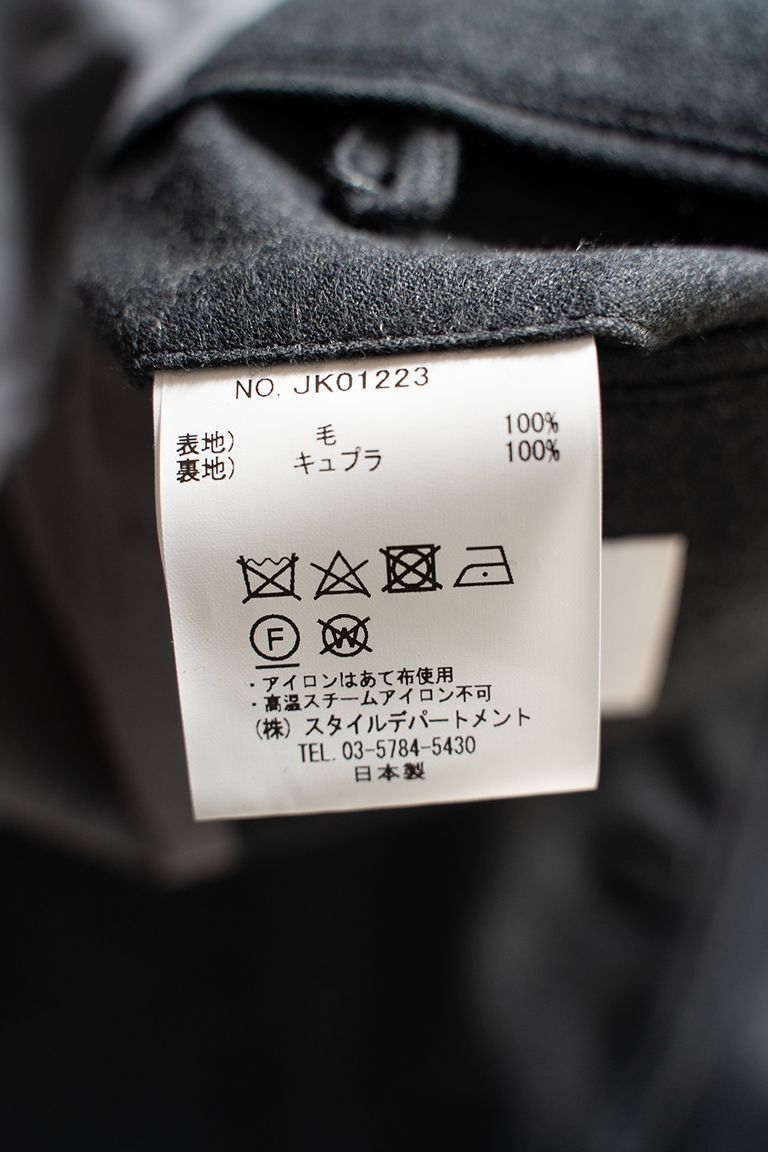 NO. JK01223
表地) 毛 100%
裏地) キュプラ 100%
F W
・アイロンはあて布使用
・高温スチームアイロン不可
(株) スタイルデパートメント
TEL. 03-5784-5430
日本製